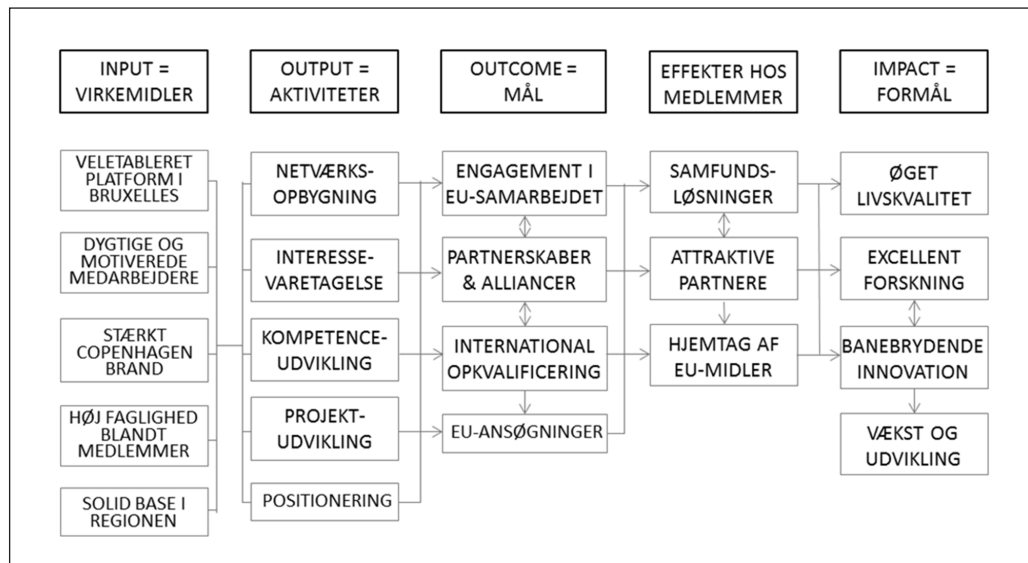 INPUT =
VIRKEMIDLER
OUTPUT =
AKTIVITETER
OUTCOME =
MÅL
EFFEKTER HOS
MEDLEMMER
IMPACT =
FORMÅL
VELETABLERET
PLATFORM I
BRUXELLES
DYGTIGE OG
MOTIVEREDE
MEDARBEJDERE
STÆRKT
COPENHAGEN
BRAND
HØJ FAGLIGHED
BLANDT
MEDLEMMER
SOLID BASE I
REGIONEN
NETVÆRKS-
OPBYGNING
INTERESSE-
VARETAGELSE
KOMPETENCE-
UDVIKLING
PROJEKT-
UDVIKLING
POSITIONERING
ENGAGEMENT I
EU-SAMARBEJDET
PARTNERSKABER
& ALLIANCER
INTERNATIONAL
OPKVALIFICERING
EU-ANSØGNINGER
SAMFUNDS-
LØSNINGER
ATTRAKTIVE
PARTNERE
HJEMTAG AF
EU-MIDLER
ØGET
LIVSKVALITET
EXCELLENT
FORSKNING
BANEBRYDENDE
INNOVATION
VÆKST OG
UDVIKLING